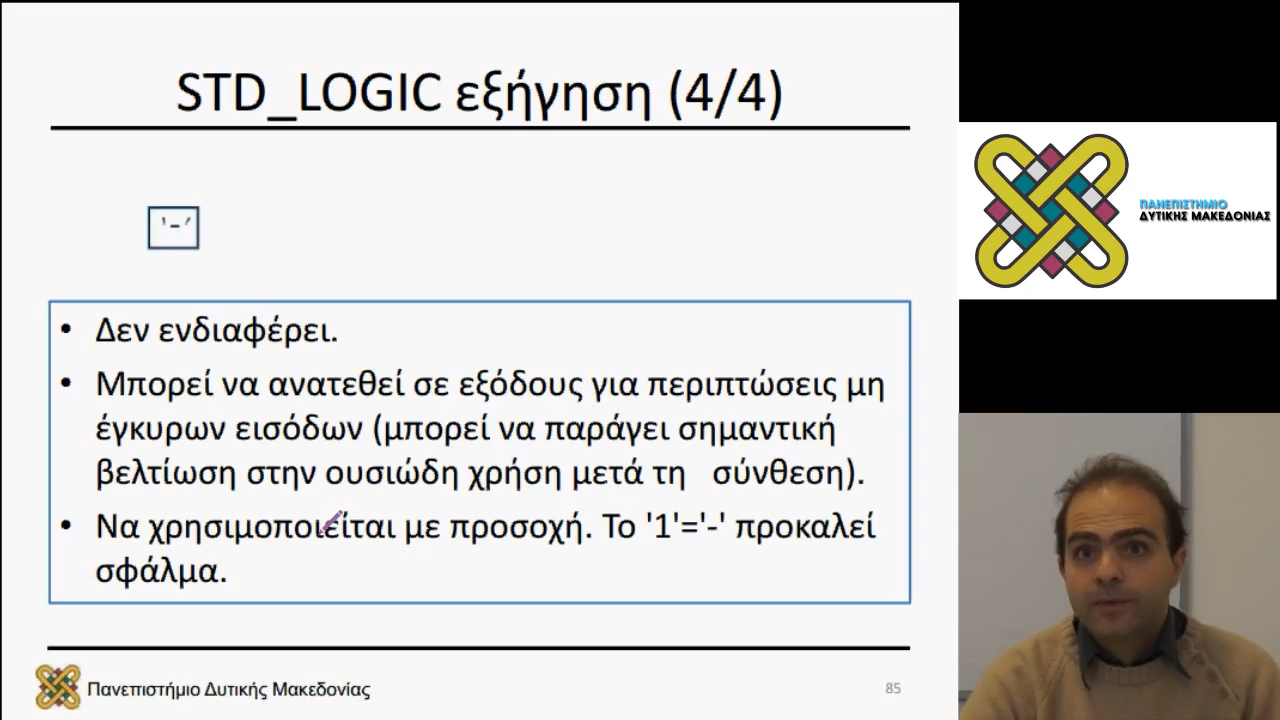 STD_LOGIC εξήγηση (4/4)
'-'
• Δεν ενδιαφέρει.
• Μπορεί να ανατεθεί σε εξόδους για περιπτώσεις μη
έγκυρων εισόδων (μπορεί να παράγει σημαντική
βελτίωση στην ουσιώδη χρήση μετά τη σύνθεση).
• Να χρησιμοποιείται με προσοχή. Το '1'='-' προκαλεί
σφάλμα.
Πανεπιστήμιο Δυτικής Μακεδονίας
85
ΠΑΝΕΠΙΣΤΗΜΙΟ
ΔΥΤΙΚΗΣ ΜΑΚΕΔΟΝΙΑΣ